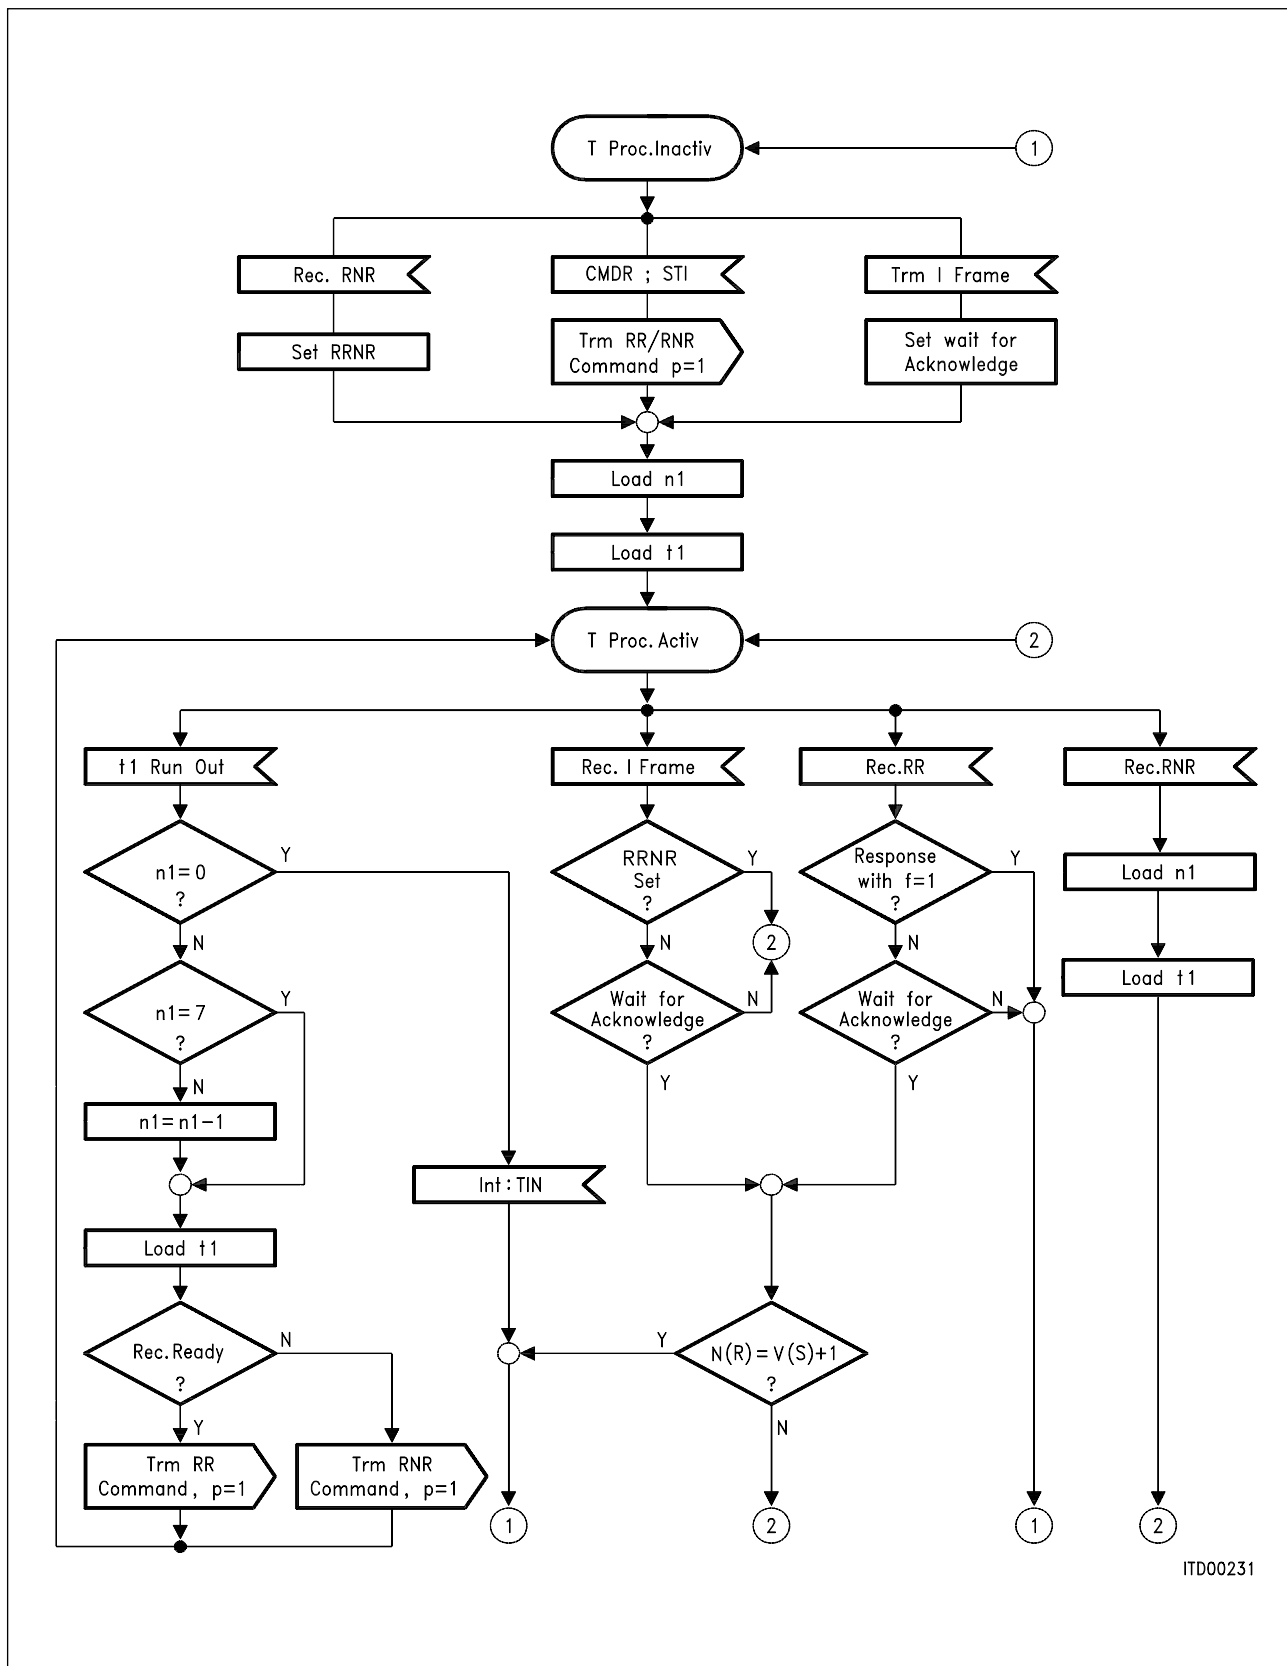 T Proc.Inactiv
1
Rec. RNR
CMDR ; STI
Trm I Frame
Set RRNR
Trm RR/RNR
Command p=1
Set wait for
Acknowledge
Load n1
Load t1
T Proc.Activ
2
t1 Run Out
Rec. I Frame
Rec.RR
Rec.RNR
n1=0
?
Y
N
RRNR
Set
?
Y
N
2
Response
with f=1
?
Y
N
Load n1
n1=7
?
Y
N
Wait for
Acknowledge
?
N
Y
Wait for
Acknowledge
?
N
Y
Load t1
n1=n1-1
Int:TIN
Load t1
Rec.Ready
?
N
Y
N(R)=V(S)+1
?
Y
N
Trm RR
Command, p=1
Trm RNR
Command, p=1
1
2
1
2
ITD00231